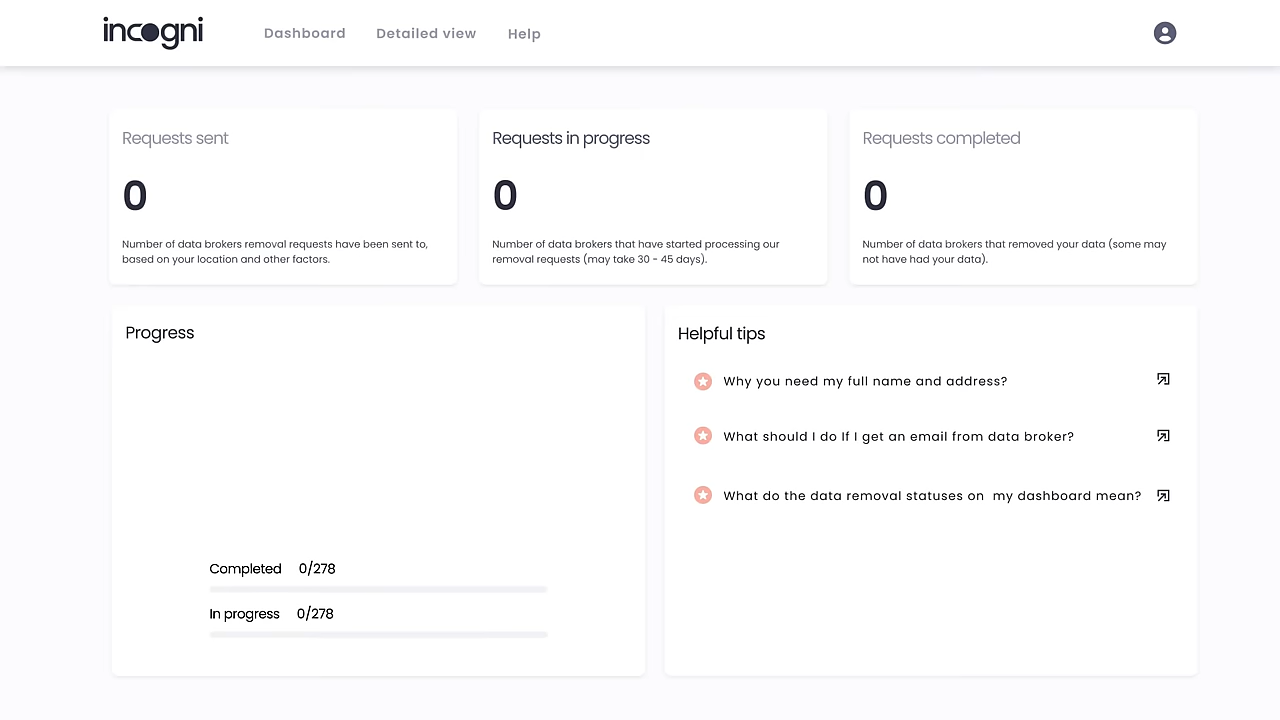 incogni
Dashboard
Detailed view
Help
Requests sent
0
Number of data brokers removal requests have been sent to,
based on your location and other factors.
Requests in progress
0
Number of data brokers that have started processing our
removal requests (may take 30 - 45 days).
Requests completed
0
Number of data brokers that removed your data (some may
not have had your data).
Progress
Completed 0/278
In progress 0/278
Helpful tips
Why you need my full name and address?
What should I do If I get an email from data broker?
What do the data removal statuses on my dashboard mean?